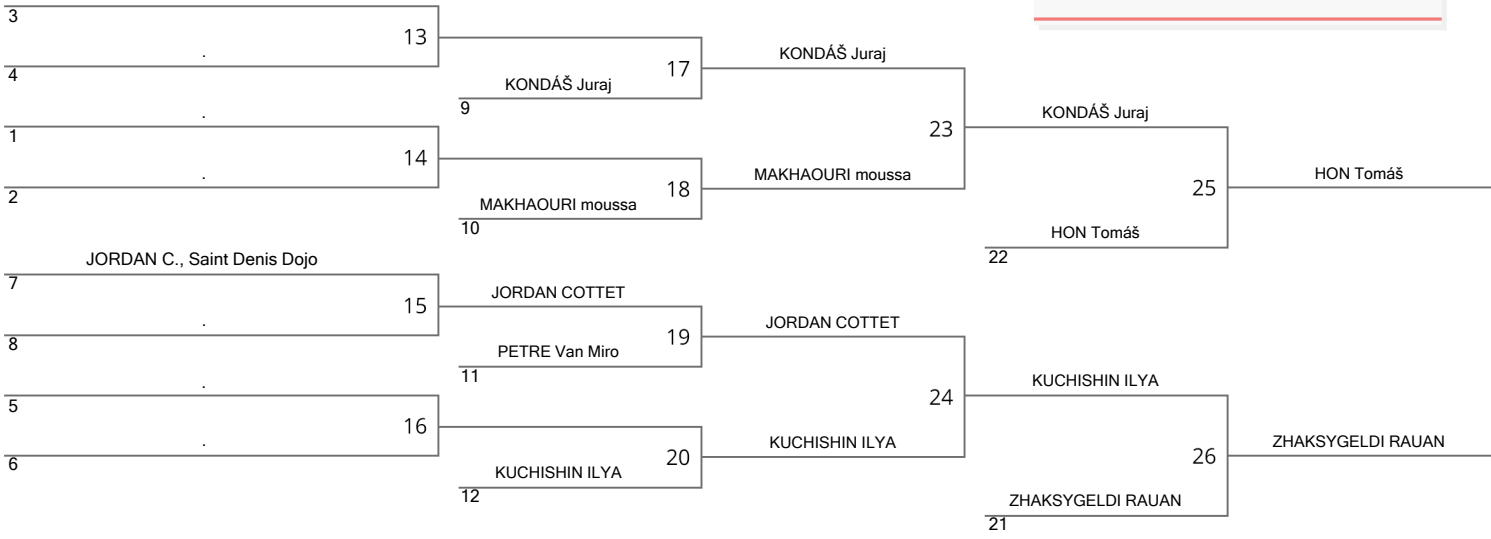 3
13
.
4
KONDÁŠ Juraj
17
KONDÁŠ Juraj
9
.
1
KONDÁŠ Juraj
23
14
.
2
MAKHAOURI moussa
18
MAKHAOURI moussa
10
HON Tomáš
25
HON Tomáš
22
JORDAN C., Saint Denis Dojo
7
15
.
8
JORDAN COTTET
19
PETRE Van Miro
11
JORDAN COTTET
.
5
KUCHISHIN ILYA
24
16
.
6
KUCHISHIN ILYA
20
KUCHISHIN ILYA
12
ZHAKSYGELDI RAUAN
26
ZHAKSYGELDI RAUAN
21